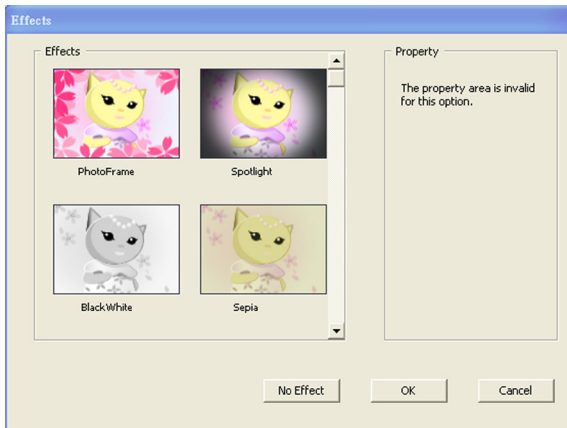 Effects
Effects
Property
The property area is invalid
for this option.
PhotoFrame
Spotlight
BlackWhite
Sepia
No Effect
OK
Cancel